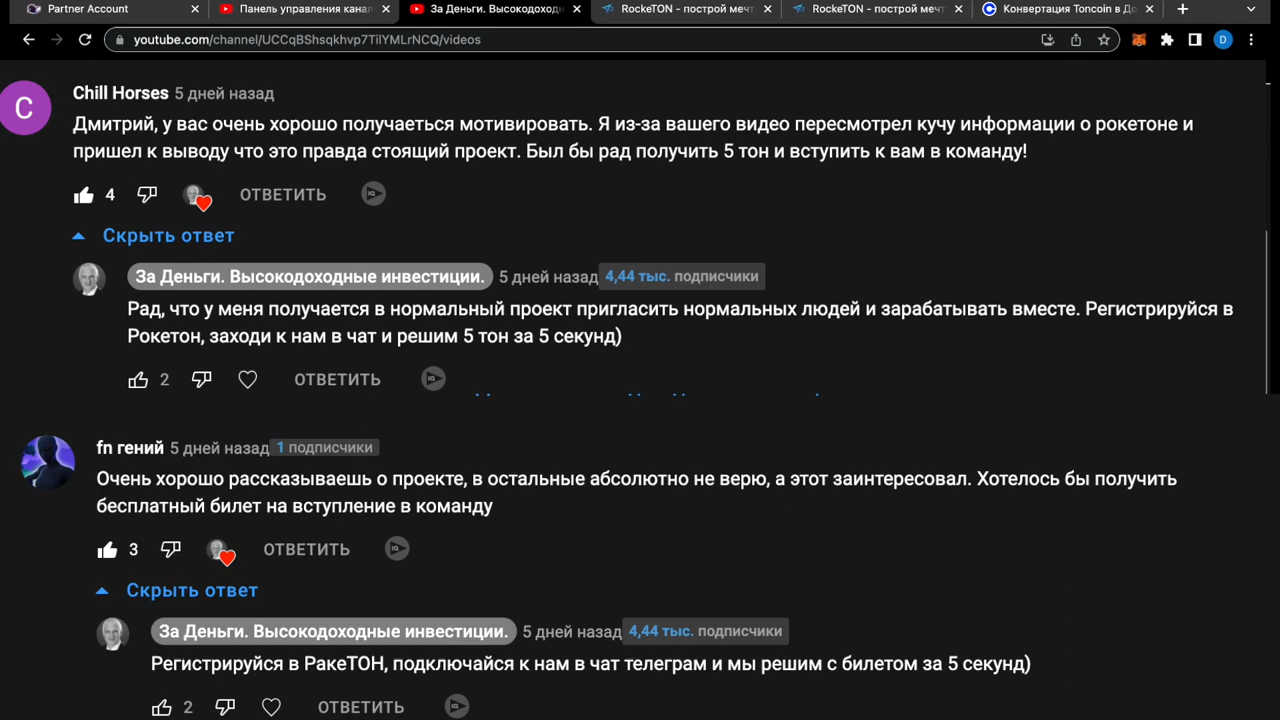 Partner Account
Панель управления канал
За Деньги. Высокодоходн
RockeTON - построй мечт
RockeTON - построй мечт
Конвертация Toncoin в До
youtube.com/channel/UCCqBShsqkhvp7TilYMLrNCQ/videos
D
C
Chill Horses 5 дней назад
Дмитрий, у вас очень хорошо получаеться мотивировать. Я из-за вашего видео пересмотрел кучу информации о рокетоне и
пришел к выводу что это правда стоящий проект. Был бы рад получить 5 тон и вступить к вам в команду!
4 ОТВЕТИТЬ
Скрыть ответ
За Деньги. Высокодоходные инвестиции. 5 дней назад 4,44 тыс. подписчики
Рад, что у меня получается в нормальный проект пригласить нормальных людей и зарабатывать вместе. Регистрируйся в
Рокетон, заходи к нам в чат и решим 5 тон за 5 секунд)
2 ОТВЕТИТЬ
fn гений 5 дней назад 1 подписчики
Очень хорошо рассказываешь о проекте, в остальные абсолютно не верю, а этот заинтересовал. Хотелось бы получить
бесплатный билет на вступление в команду
3 ОТВЕТИТЬ
Скрыть ответ
За Деньги. Высокодоходные инвестиции. 5 дней назад 4,44 тыс. подписчики
Регистрируйся в РакеТОН, подключайся к нам в чат телеграм и мы решим с билетом за 5 секунд)
2 ОТВЕТИТЬ